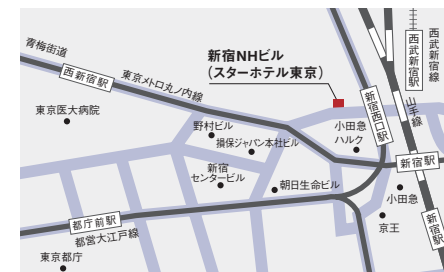 青梅街道
西新宿駅
東京メトロ丸ノ内線
新宿NHビル
(スターホテル東京)
西武新宿駅
西武新宿線
山手線
新宿西口駅
東京医大病院
野村ビル
損保ジャパン本社ビル
小田急
ハルク
新宿駅
新宿
センタービル
朝日生命ビル
小田急
新宿駅
京王
都庁前駅
都営大江戸線
東京都庁